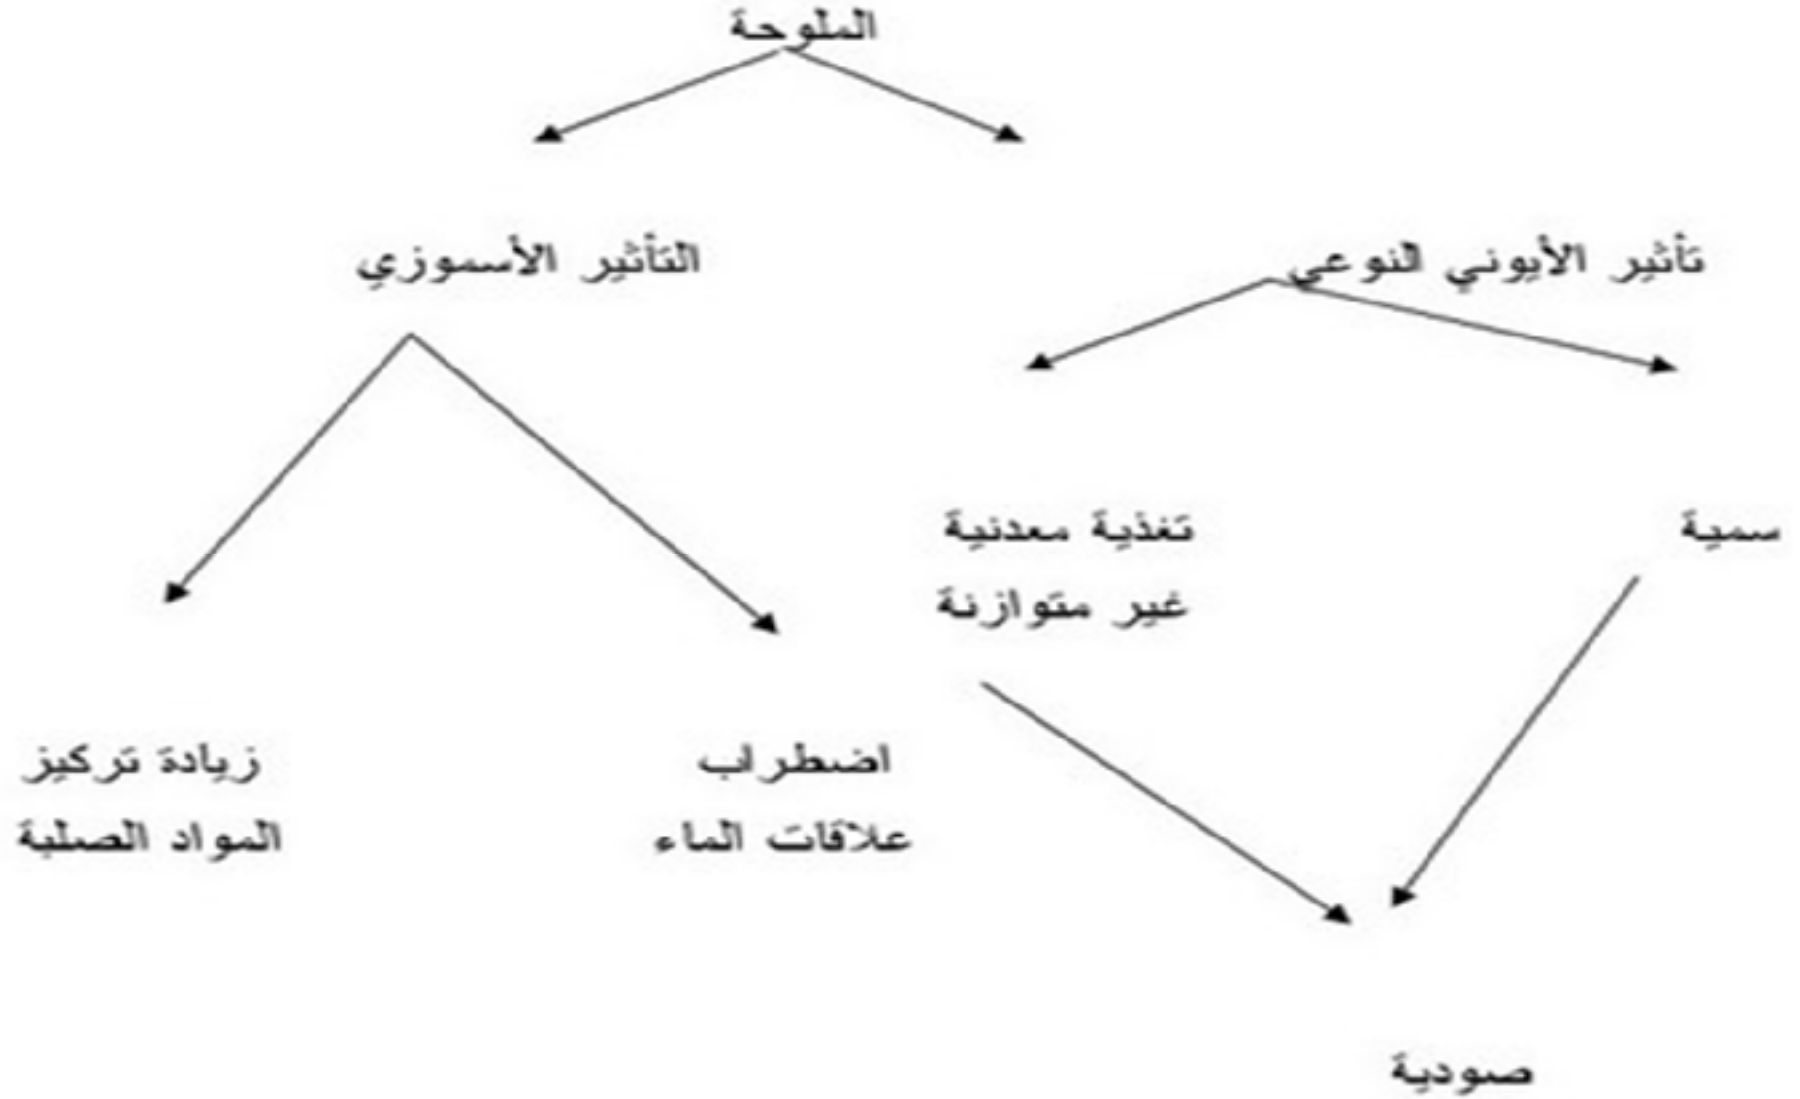 الملوحة
تأثير الأيوني النوعي
التأثير الأسموزي
سمية
تغذية معدنية
غير متوازنة
اضطراب
علاقات الماء
زيادة تركيز
المواد الصلبة
صودية